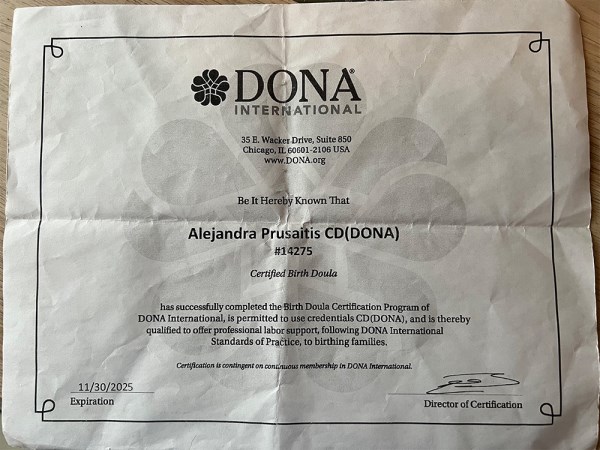 DONA®
INTERNATIONAL
35 E. Wacker Drive, Suite 850
Chicago, IL 60601-2106 USA
www.DONA.org
Be It Hereby Known That
Alejandra Prusaitis CD(DONA)
#14275
Certified Birth Doula
has successfully completed the Birth Doula Certification Program of
DONA International, is permitted to use credentials CD(DONA), and is thereby
qualified to offer professional labor support, following DONA International
Standards of Practice, to birthing families.
Certification is contingent on continuous membership in DONA International.
11/30/2025
Expiration
Director of Certification